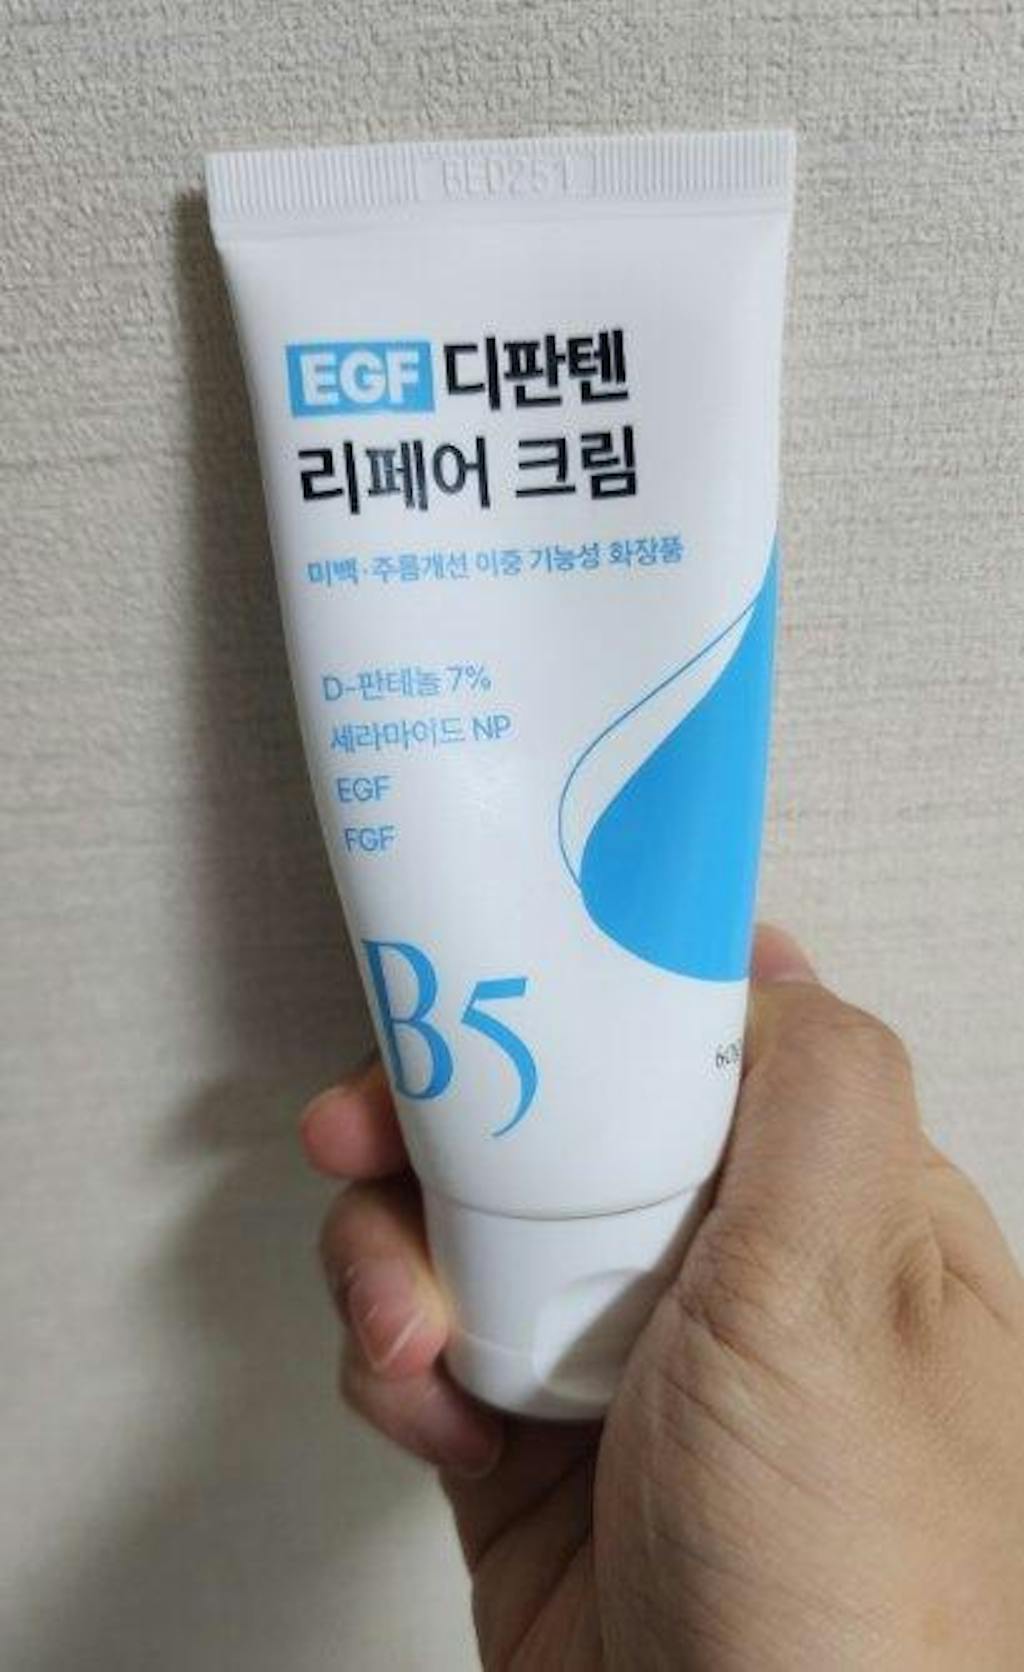 EGF 디판텐
리페어 크림
미백·주름개선 이중 기능성 화장품
D-판테놀 7%
세라마이드 NP
EGF
FGF
B5